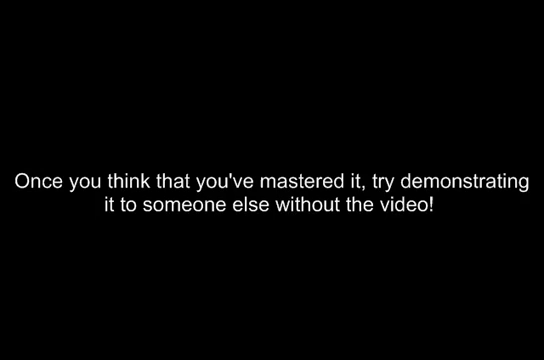 Once you think that you've mastered it, try demonstrating
it to someone else without the video!